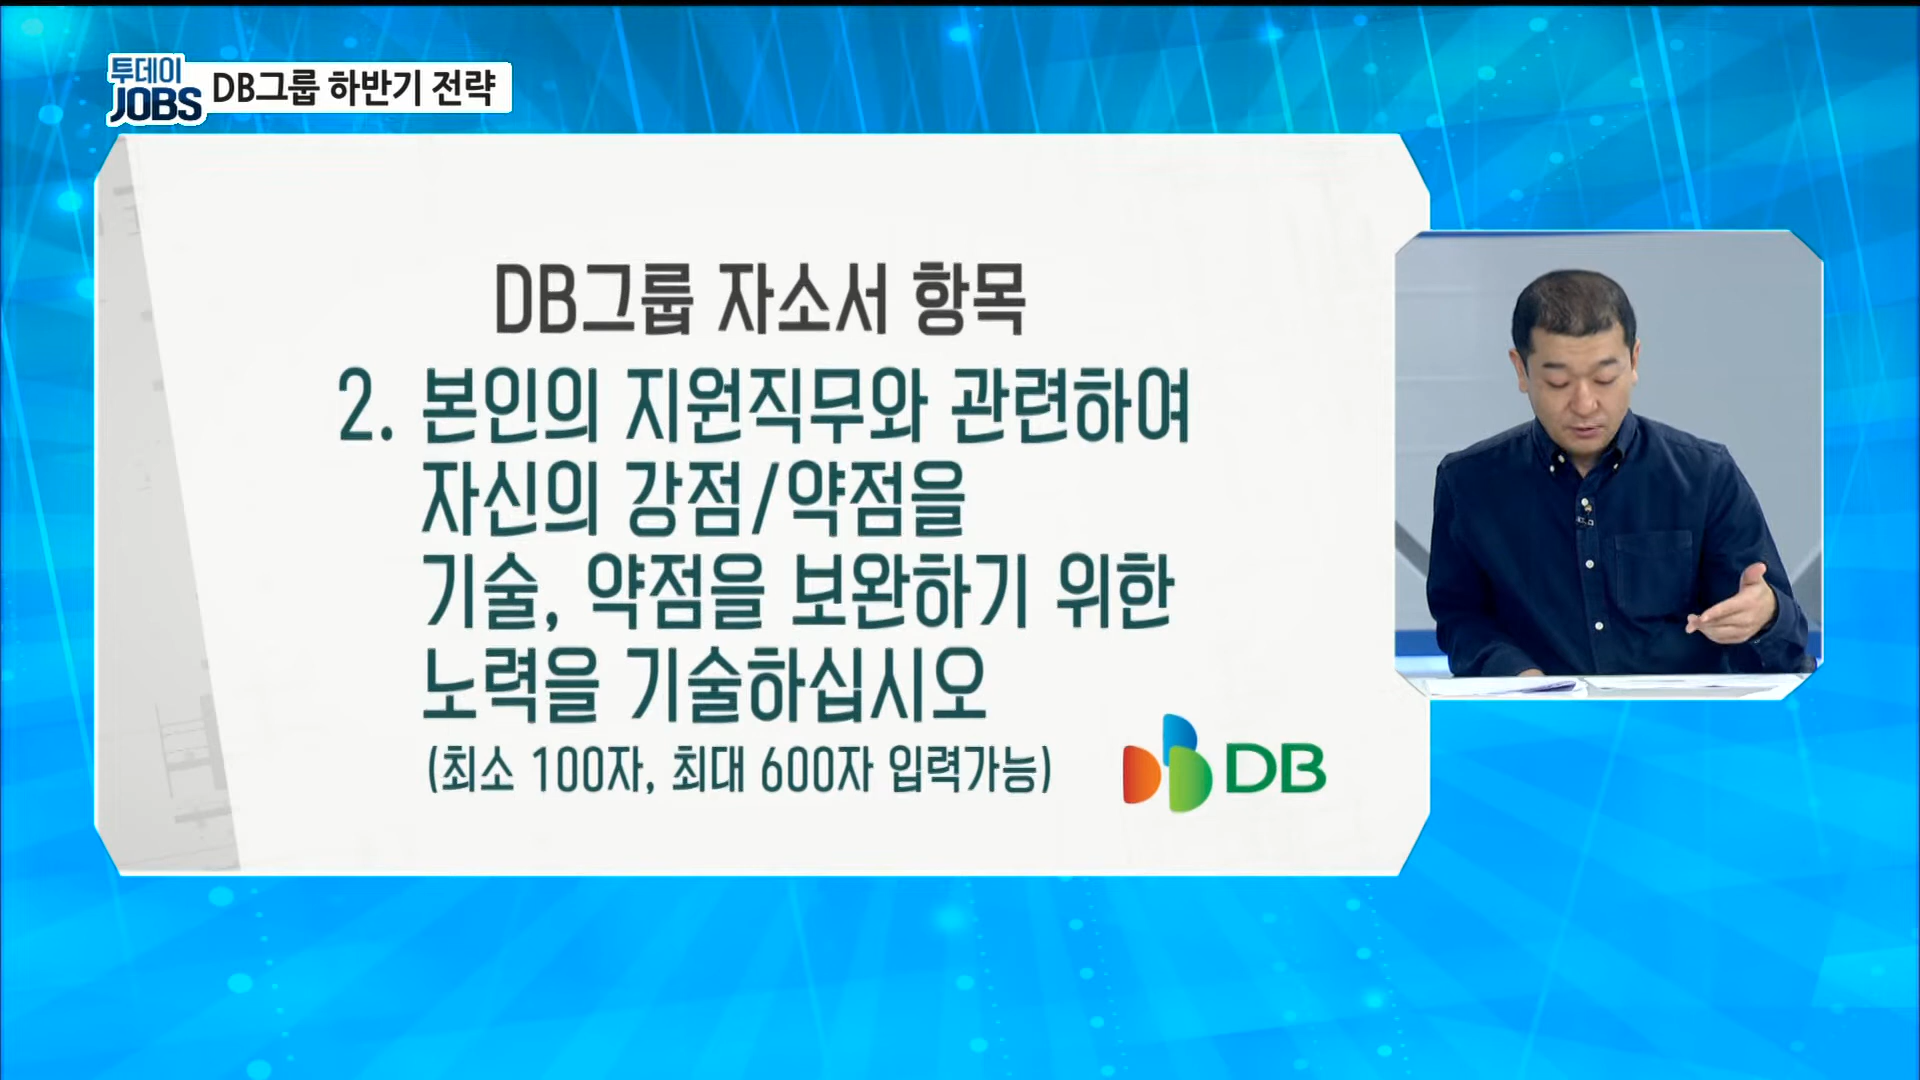 투데이
JOBS
DB그룹 하반기 전략
DB그룹 자소서 항목
2. 본인의 지원직무와 관련하여
자신의 강점/약점을
기술, 약점을 보완하기 위한
노력을 기술하십시오
(최소 100자, 최대 600자 입력가능)
DB